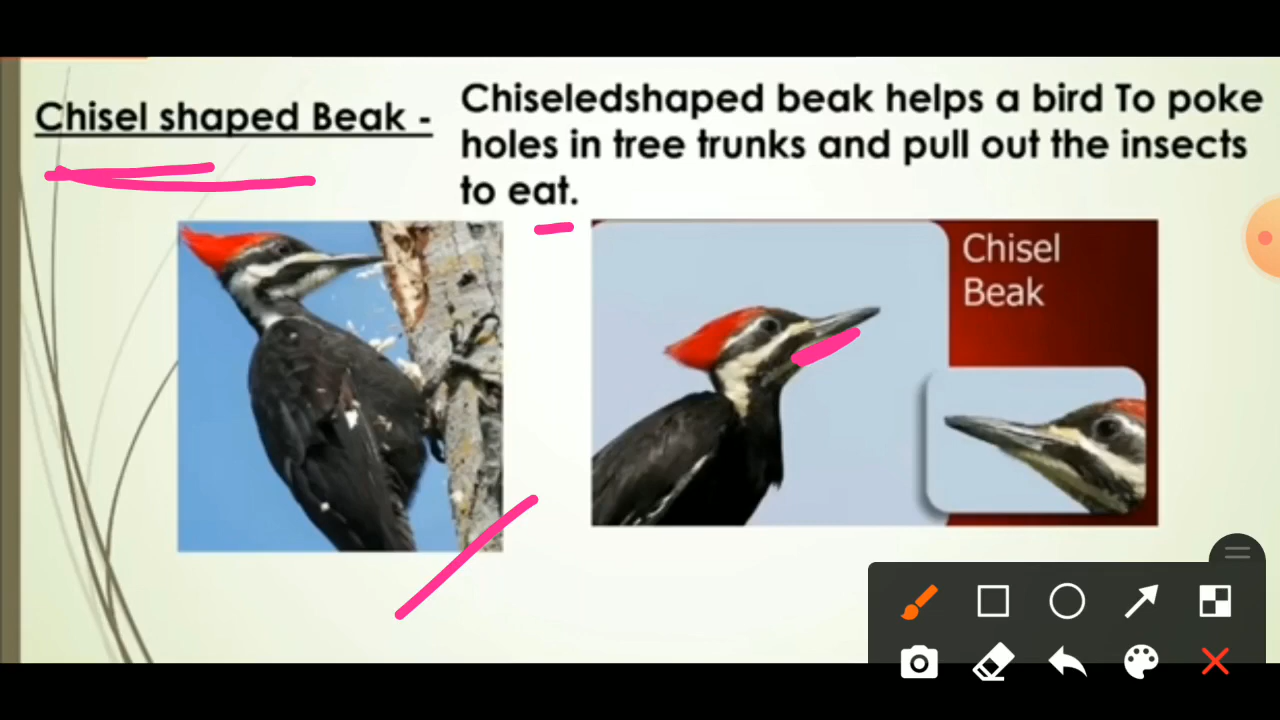 Chisel shaped Beak -
Chiseledshaped beak helps a bird To poke
holes in tree trunks and pull out the insects
to eat.
Chisel
Beak